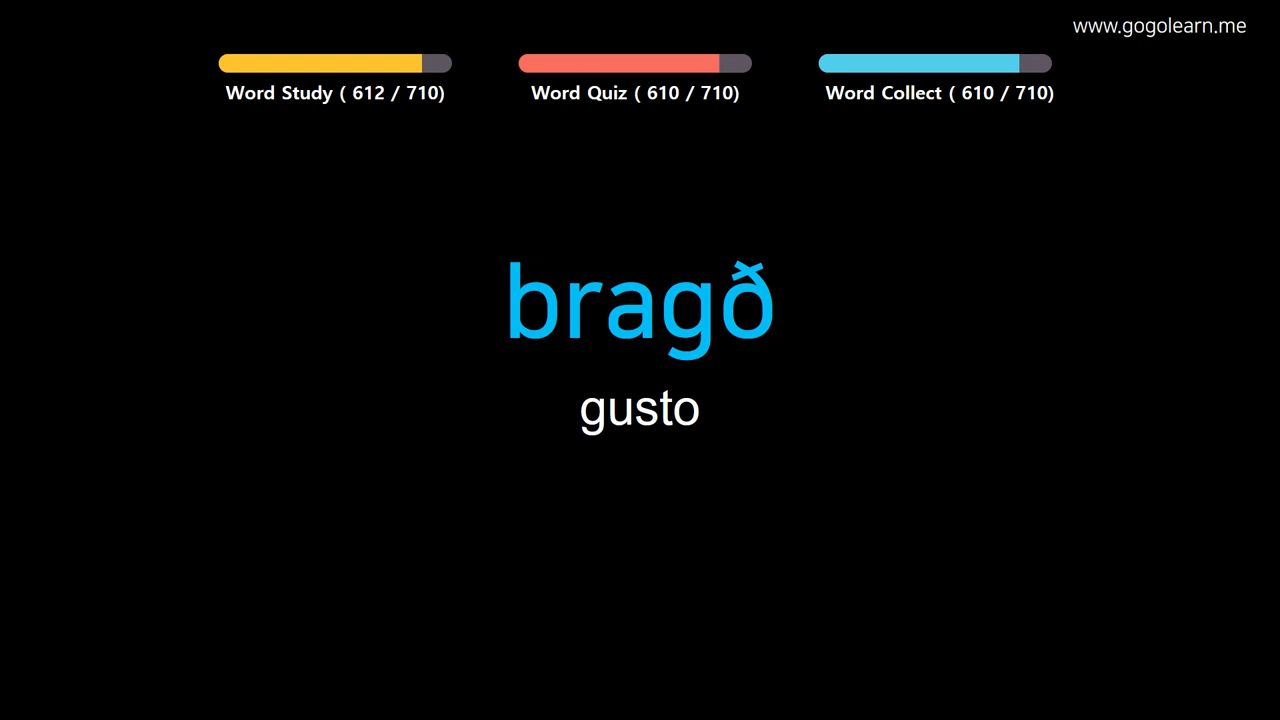 www.gogolearn.me
Word Study ( 612 / 710)
Word Quiz ( 610 / 710)
Word Collect ( 610 / 710)
bragð
gusto